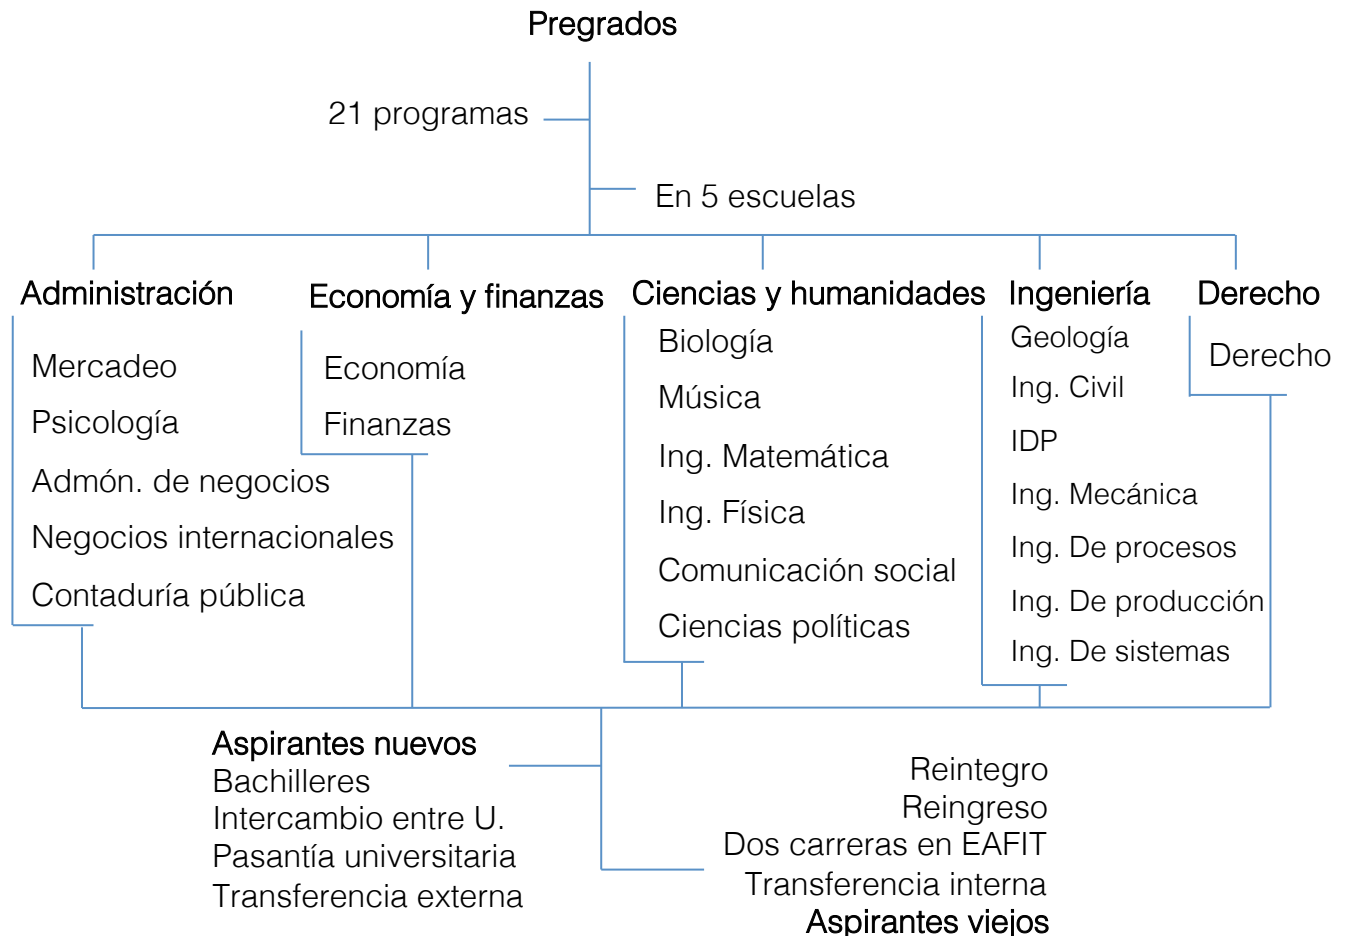 Pregrados
21 programas
En 5 escuelas
Administración
Mercadeo
Psicología
Admón. de negocios
Negocios internacionales
Contaduría pública
Economía y finanzas
Economía
Finanzas
Ciencias y humanidades
Biología
Música
Ing. Matemática
Ing. Física
Comunicación social
Ciencias políticas
Ingeniería
Geología
Ing. Civil
IDP
Ing. Mecánica
Ing. De procesos
Ing. De producción
Ing. De sistemas
Derecho
Derecho
Aspirantes nuevos
Bachilleres
Intercambio entre U.
Pasantía universitaria
Transferencia externa
Reintegro
Reingreso
Dos carreras en EAFIT
Transferencia interna
Aspirantes viejos